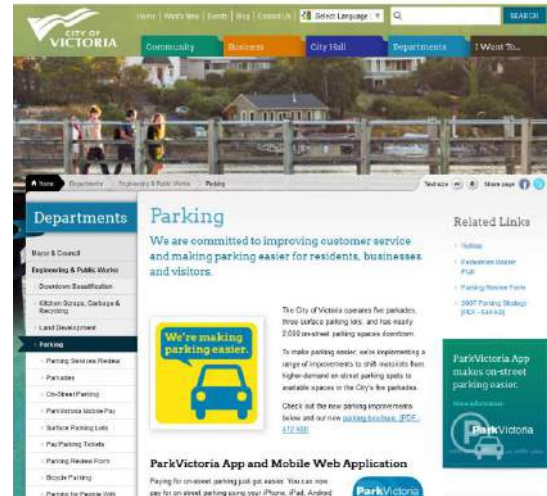 CITY OF
VICTORIA
Home | What's New | Events | Blog | Contact Us
Select Language
SEARCH
Community
Business
City Hall
Departments
I Want To...
Home
Departments
Engineering & Public Works
Parking
Text size
Share page
Departments
Mayor & Council
Engineering & Public Works
Downtown Beautification
Kitchen Scraps, Garbage &
Recycling
Land Development
Parking
Parking Services Review
Parkades
On-Street Parking
ParkVictoria Mobile Pay
Surface Parking Lots
Pay Parking Tickets
Parking Review Form
Bicycle Parking
Parking for People With
Parking
We are committed to improving customer service
and making parking easier for residents, businesses
and visitors.
We're making
parking easier.
The City of Victoria operates five parkades,
three surface parking lots, and has nearly
2,000 on-street parking spaces downtown.
To make parking easier, we're implementing a
range of improvements to shift motorists from
higher-demand on street parking spots to
available spaces in the City's five parkades.
Check out the new parking improvements
below and our new parking brochure. [PDF -
ParkVictoria App and Mobile Web Application
Paying for on-street parking just got easier. You can now
pay for on street parking using your iPhone, iPad, Android
ParkVictoria
Related Links
Pedestrian Master
Plan
Parking Review Form
2007 Parking Strategy
ParkVictoria App
makes on-street
parking easier.
More information
ParkVictoria